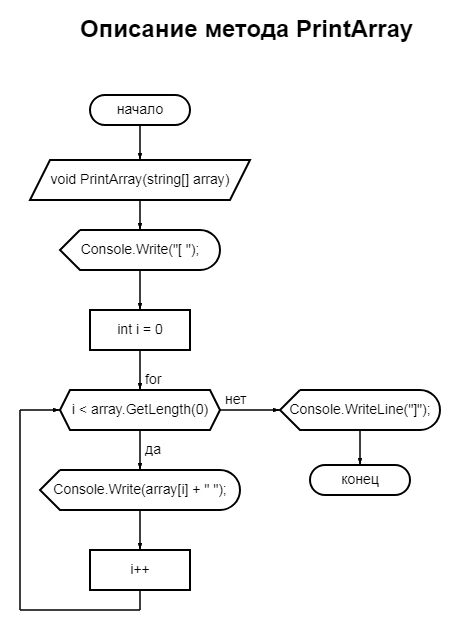 Описание метода PrintArray
начало
void PrintArray(string[] array)
Console.Write("[ ");
int i = 0
for
i < array.GetLength(0)
нет
Console.WriteLine("]");
да
Console.Write(array[i] + " ");
конец
i++